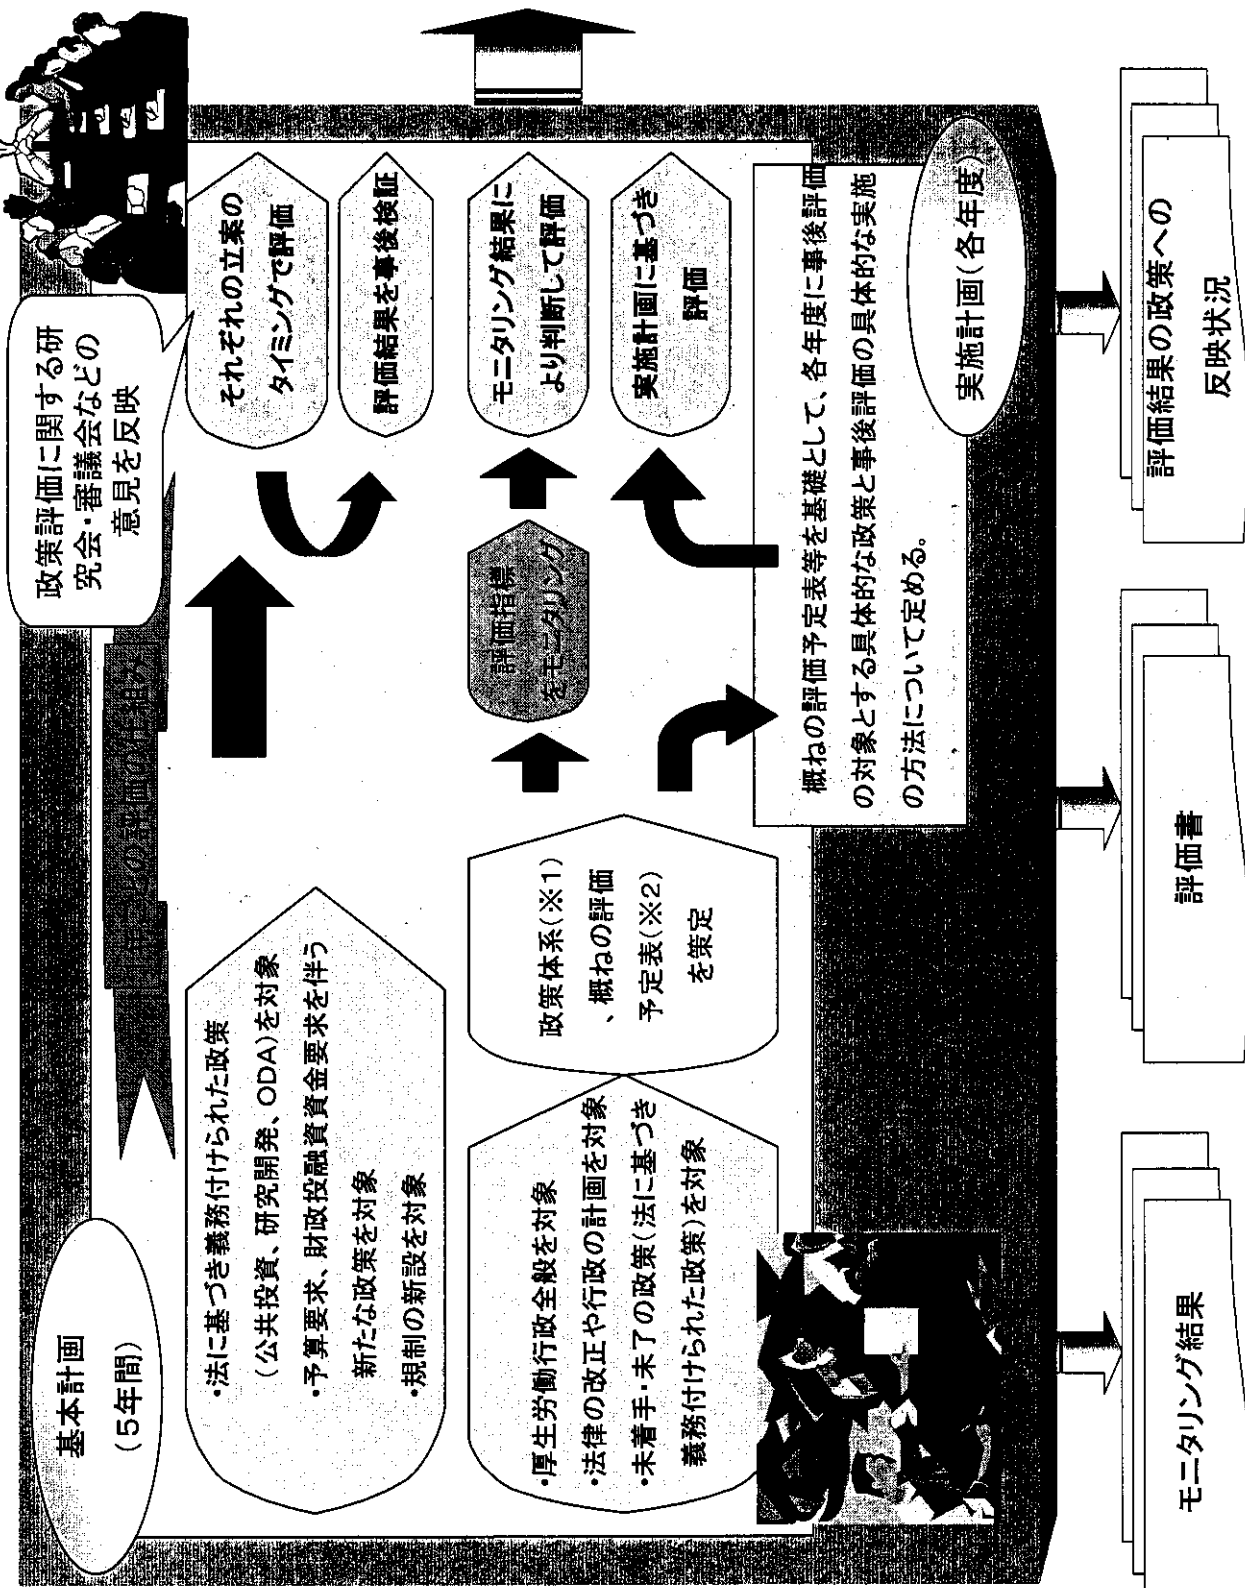 基本計画
(5年間)
政策評価に関する研
究会・審議会などの
意見を反映
・法に基づき義務付けられた政策
(公共投資、研究開発、ODA)を対象
・予算要求、財政投融資資金要求を伴う
新たな政策を対象
・規制の新設を対象
それぞれの立案の
タイミングで評価
評価結果を事後検証
・厚生労働行政全般を対象
・法律の改正や行政の計画を対象
・未着手・未了の政策(法に基づき
義務付けられた政策)を対象
政策体系(※1)
、概ねの評価
予定表(※2)
を策定
評価指標
をモニタリング
モニタリング結果に
より判断して評価
実施計画に基づき
評価
概ねの評価予定表等を基礎として、各年度に事後評価
の対象とする具体的な政策と事後評価の具体的な実施
の方法について定める。
実施計画(各年度)
モニタリング結果
評価書
評価結果の政策への
反映状況